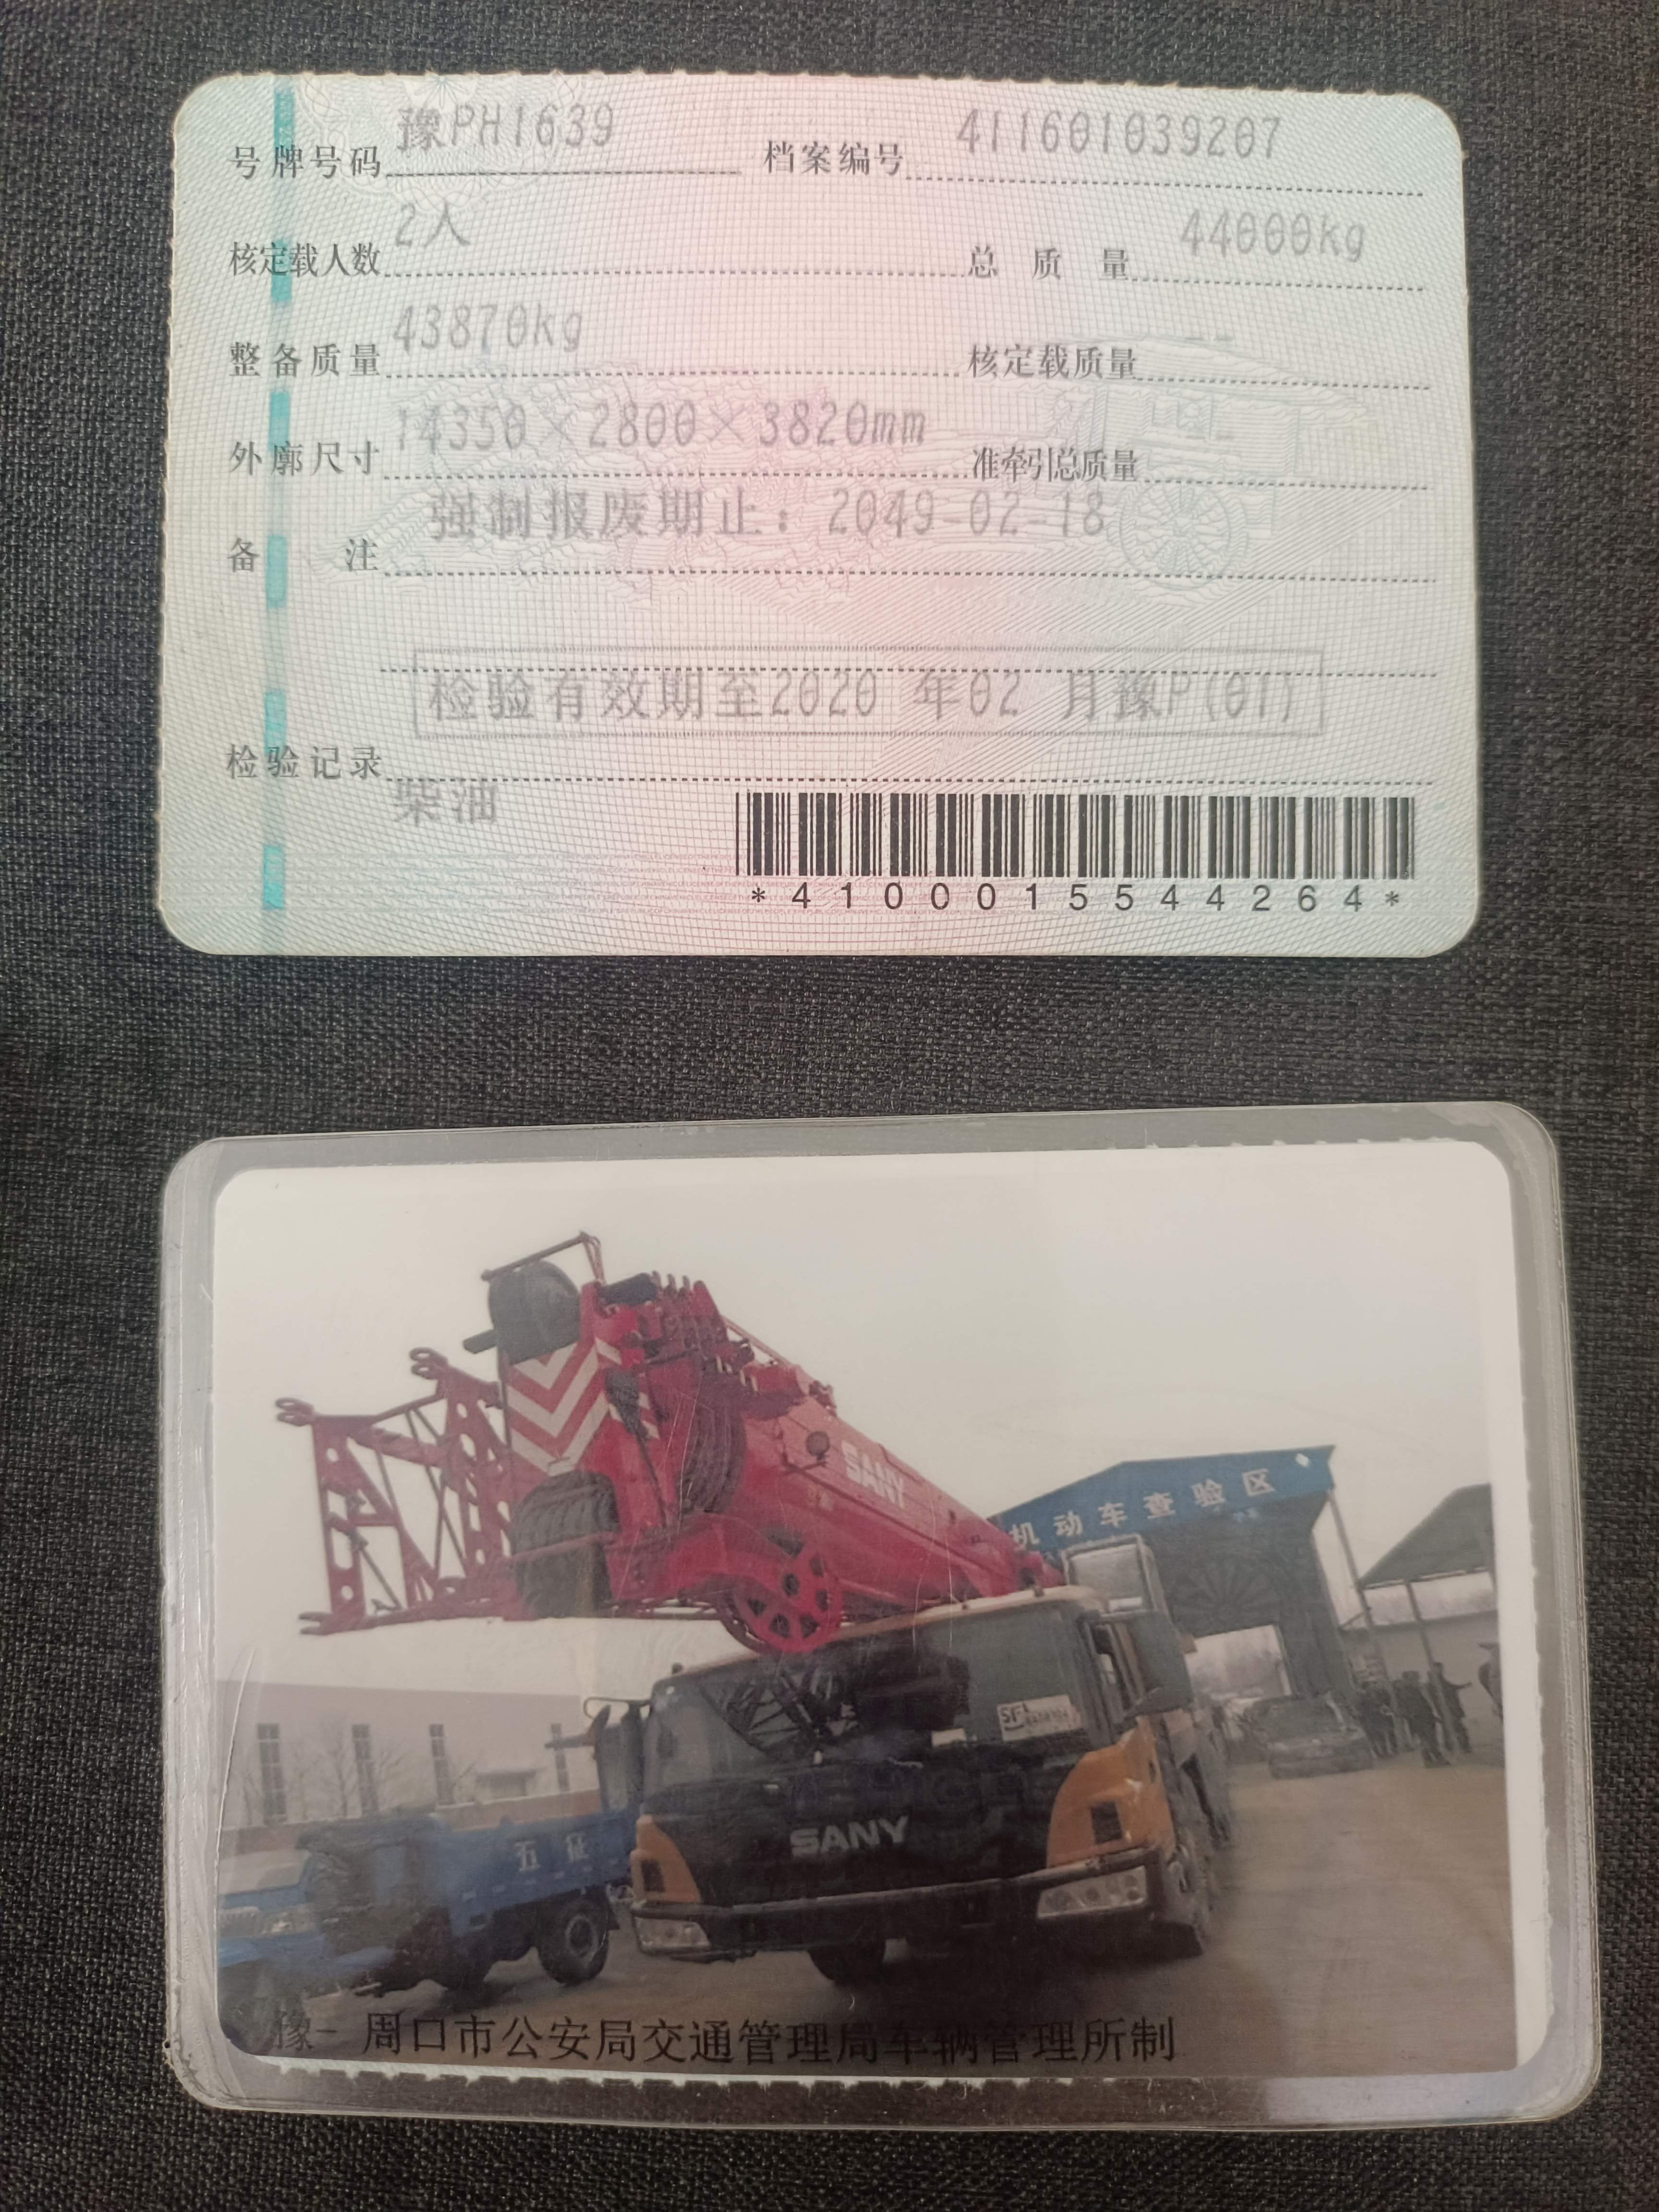 号牌号码 豫PH1639 档案编号 411601039207
核定载人数 2人 总质量 44000kg
整备质量 43870kg 核定载质量 --
外廓尺寸 14350×2800×3820mm 准牵引总质量 --
备注 强制报废期止：2049-02-18
检验有效期至2020 年02 月豫P(01)
检验记录
柴油
*4100015544264*
SANY
机动车查验区
SF
五征
SANY
豫- 周口市公安局交通管理局车辆管理所制